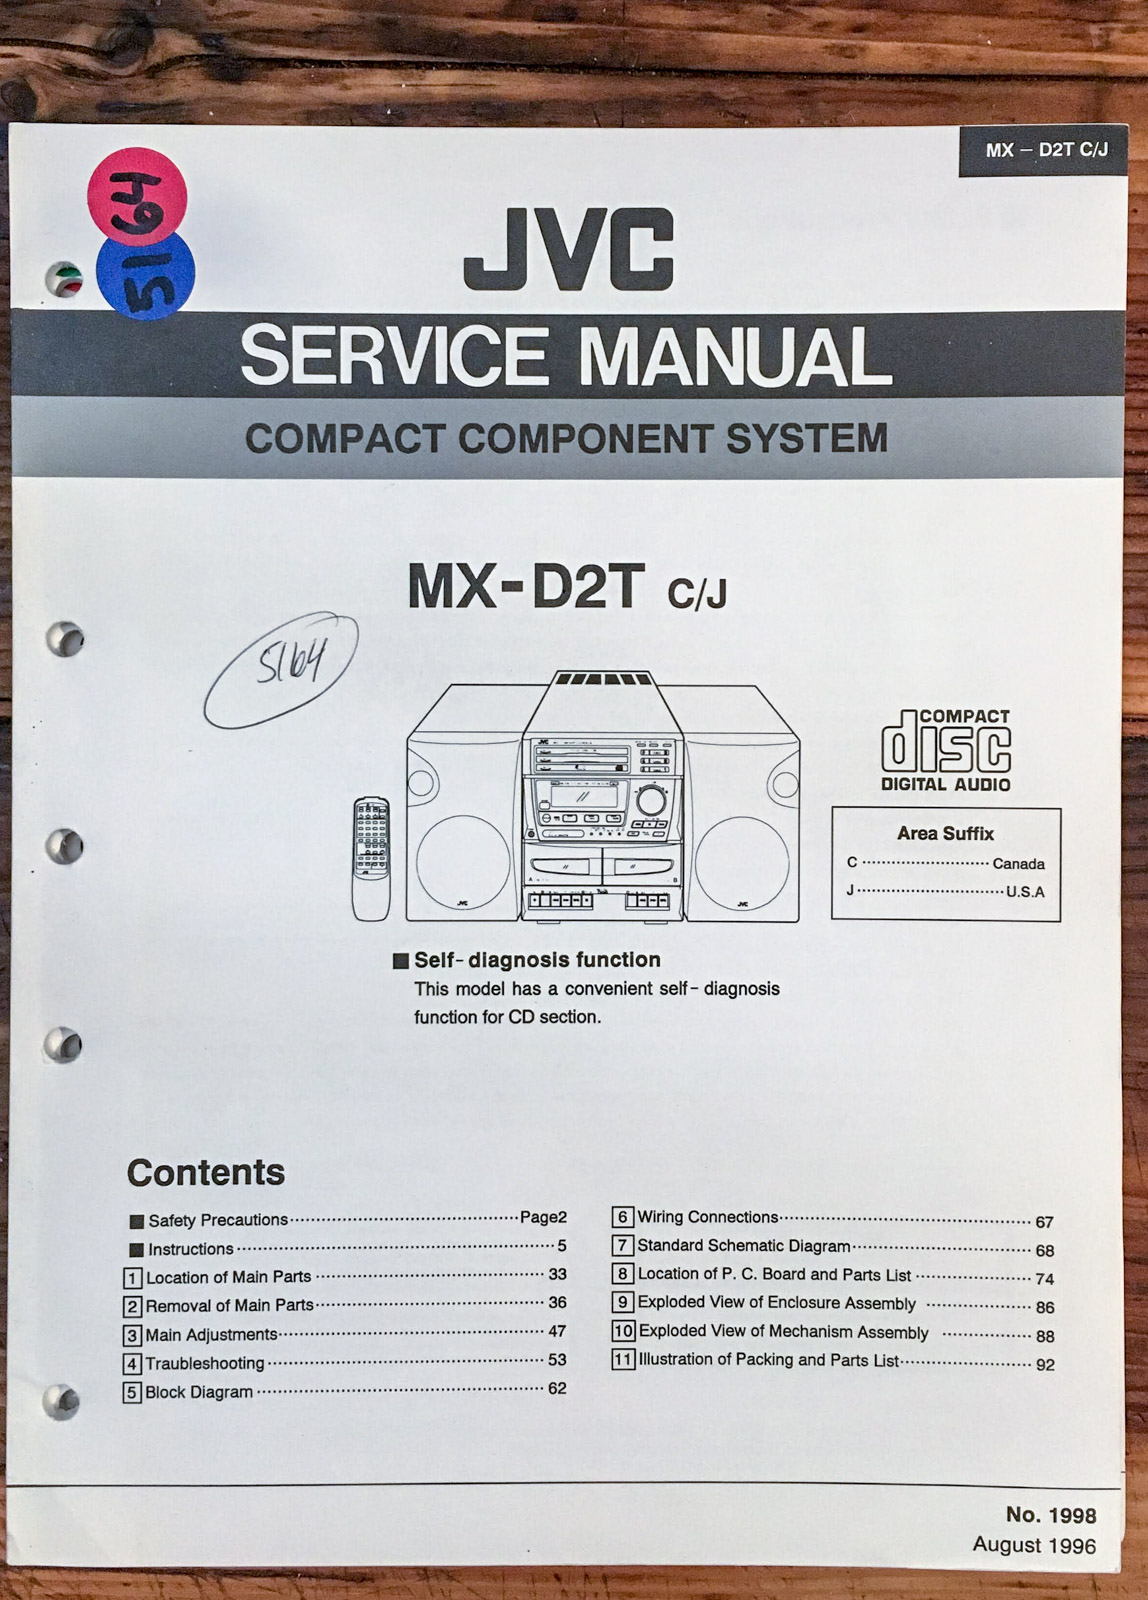 MX – D2T C/J
64
51
JVC
SERVICE MANUAL
COMPACT COMPONENT SYSTEM
MX-D2T C/J
5164
COMPACT
disc
DIGITAL AUDIO
Area Suffix
C ························ Canada
J ···························· U.S.A
JVC
JVC
JVC
A
B
■ Self- diagnosis function
This model has a convenient self- diagnosis
function for CD section.
Contents
■ Safety Precautions ········ Page2
■ Instructions ········ 5
1 Location of Main Parts ········ 33
2 Removal of Main Parts ········ 36
3 Main Adjustments ········ 47
4 Traubleshooting ········ 53
5 Block Diagram ········ 62
6 Wiring Connections ········ 67
7 Standard Schematic Diagram ········ 68
8 Location of P. C. Board and Parts List ········ 74
9 Exploded View of Enclosure Assembly ········ 86
10 Exploded View of Mechanism Assembly ········ 88
11 Illustration of Packing and Parts List ········ 92
No. 1998
August 1996